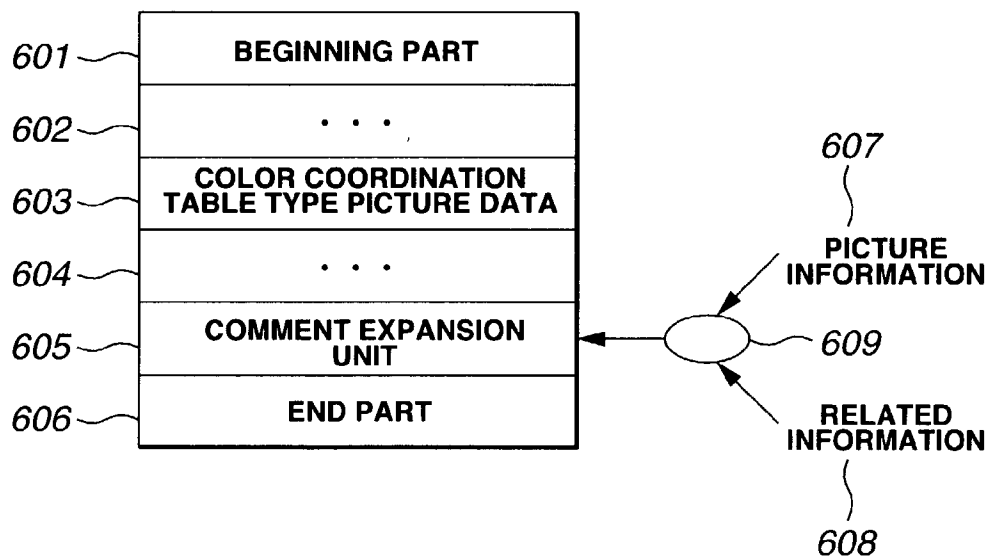 601
BEGINNING PART
602
. . .
603
COLOR COORDINATION
TABLE TYPE PICTURE DATA
604
. . .
605
COMMENT EXPANSION
UNIT
606
END PART
607
PICTURE
INFORMATION
609
RELATED
INFORMATION
608